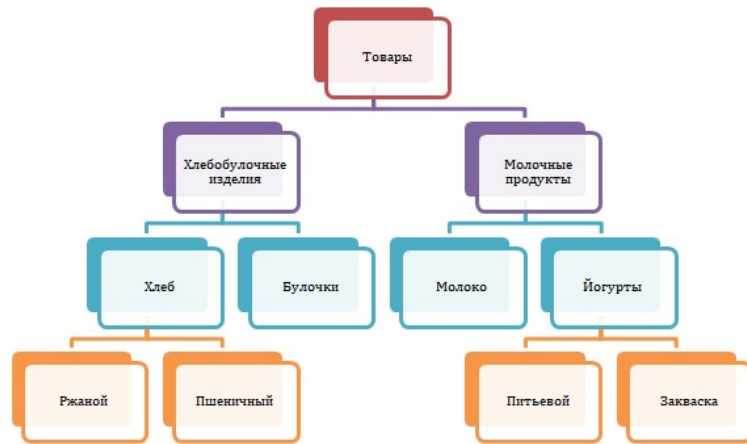 Товары
Хлебобулочные
изделия
Молочные
продукты
Хлеб
Булочки
Молоко
Йогурты
Ржаной
Пшеничный
Питьевой
Закваска